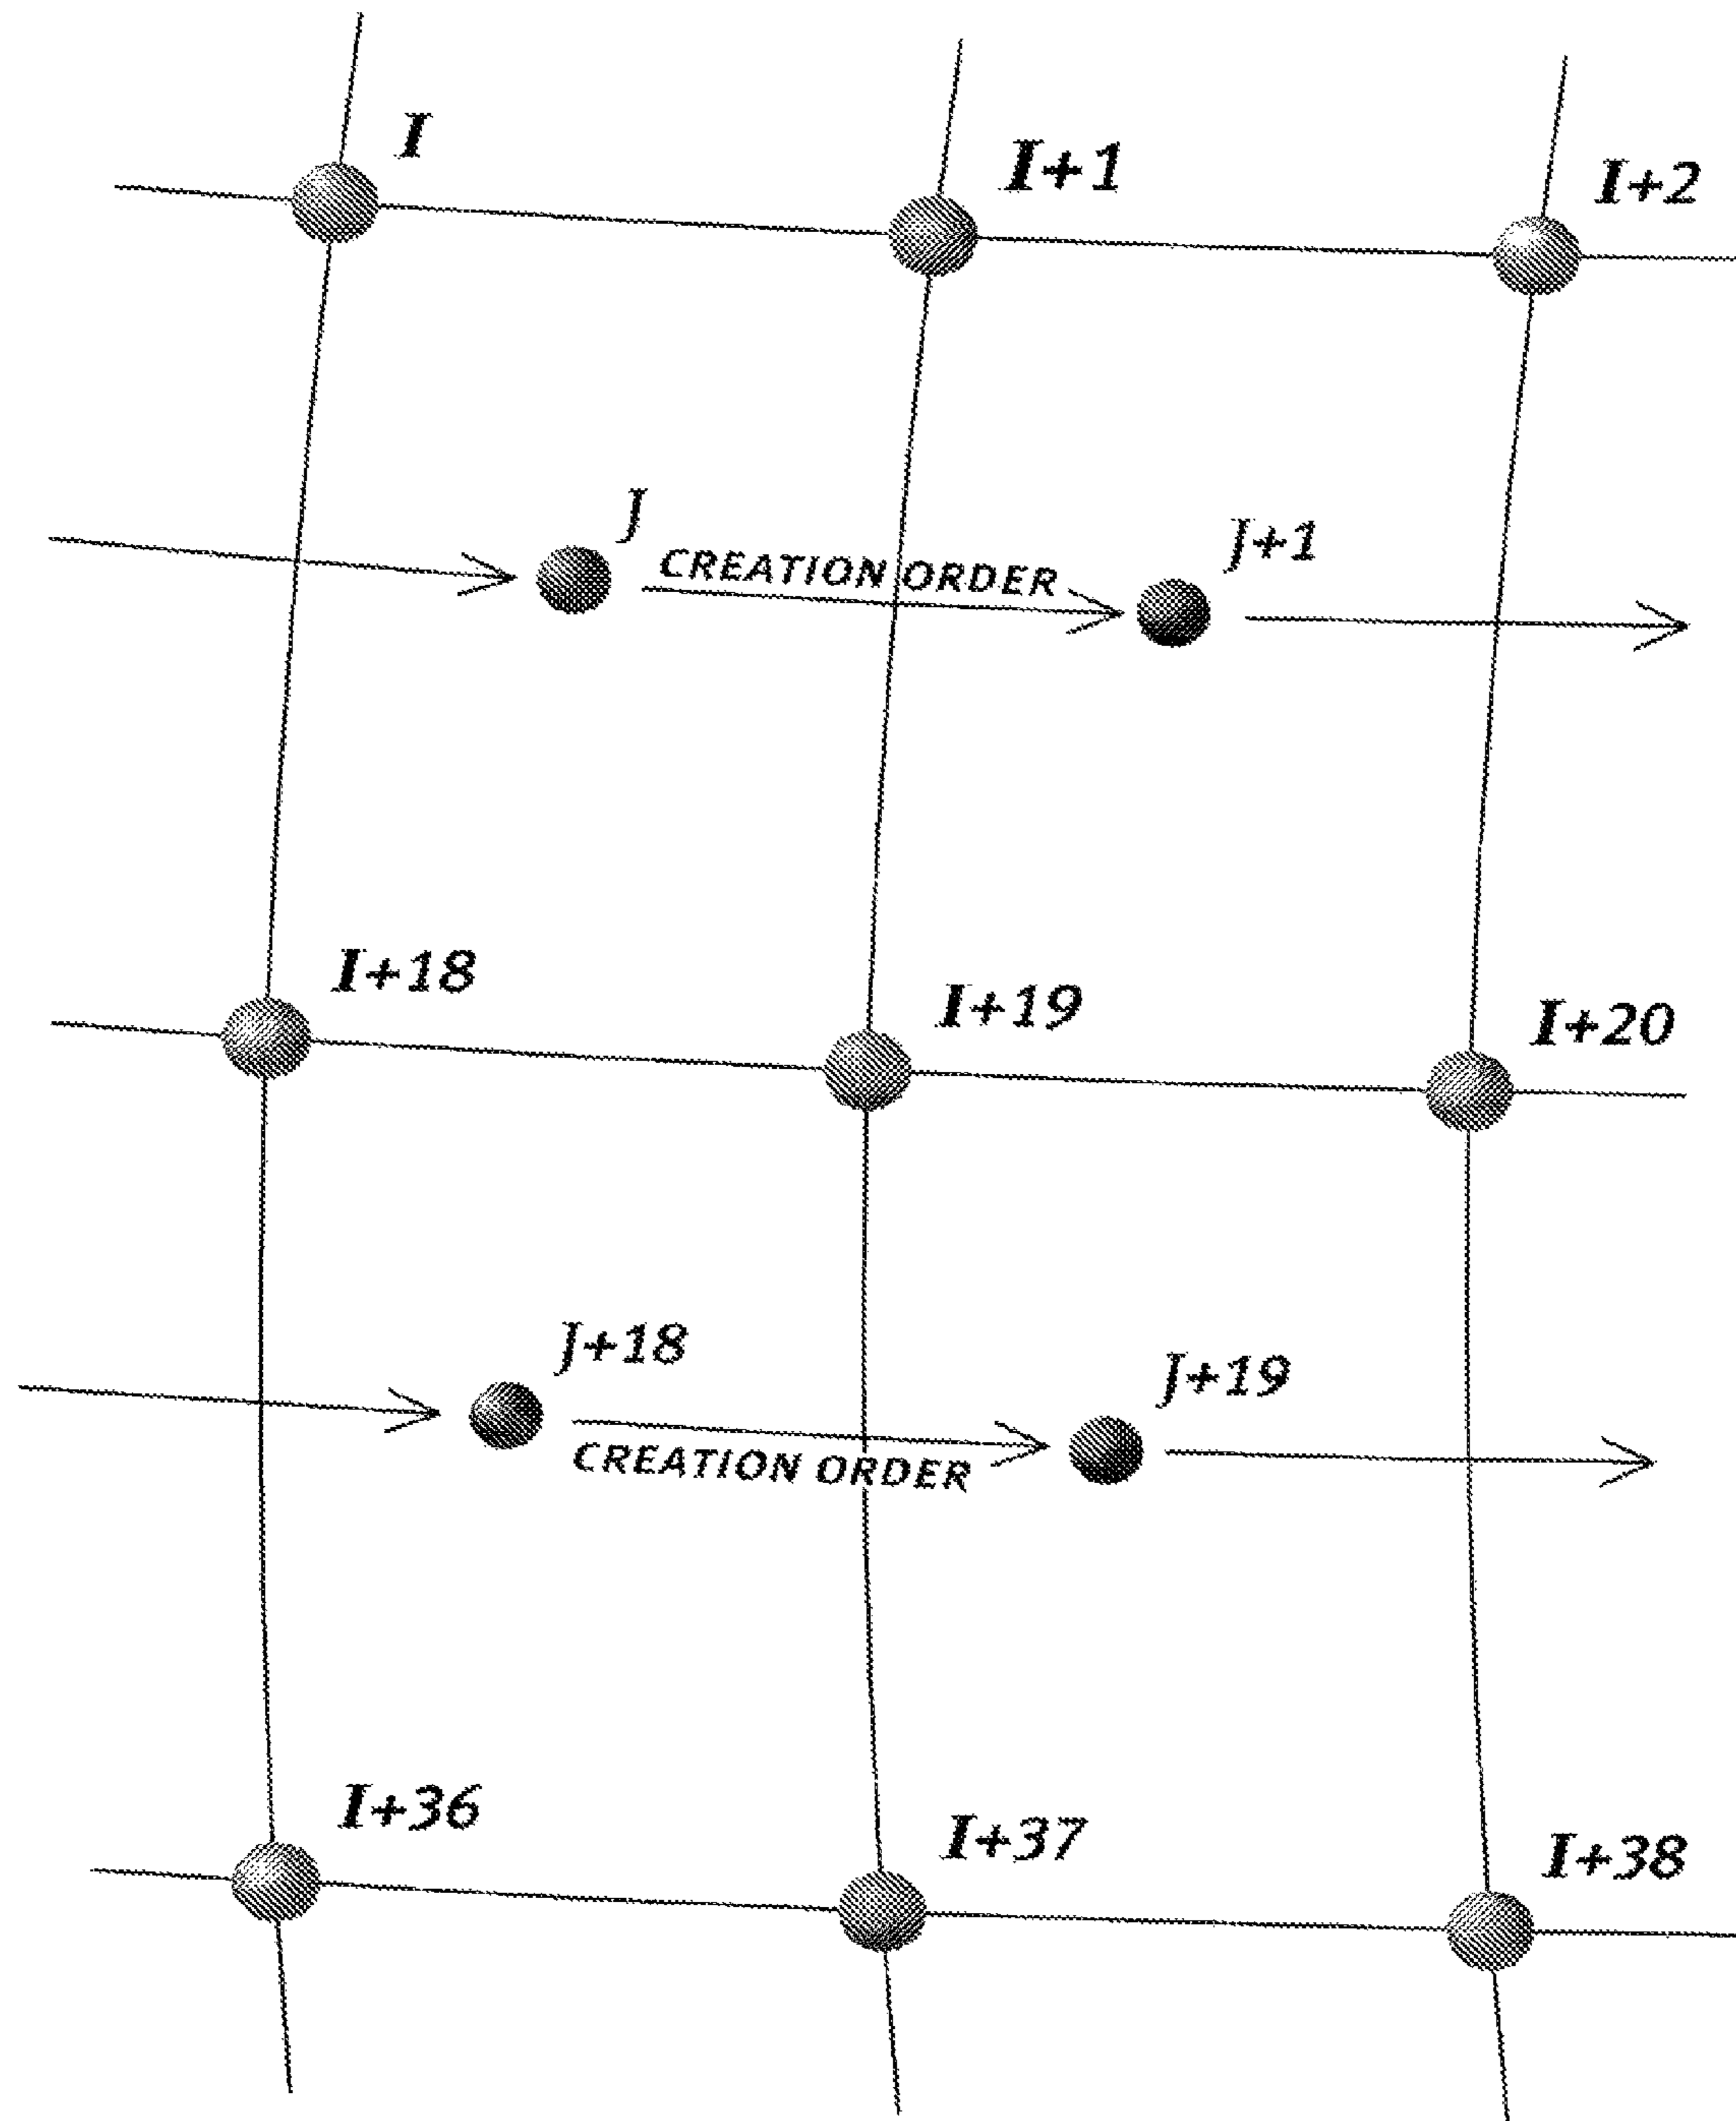 I
I+1
I+2
J
CREATION ORDER
J+1
I+18
I+19
I+20
J+18
CREATION ORDER
J+19
I+36
I+37
I+38